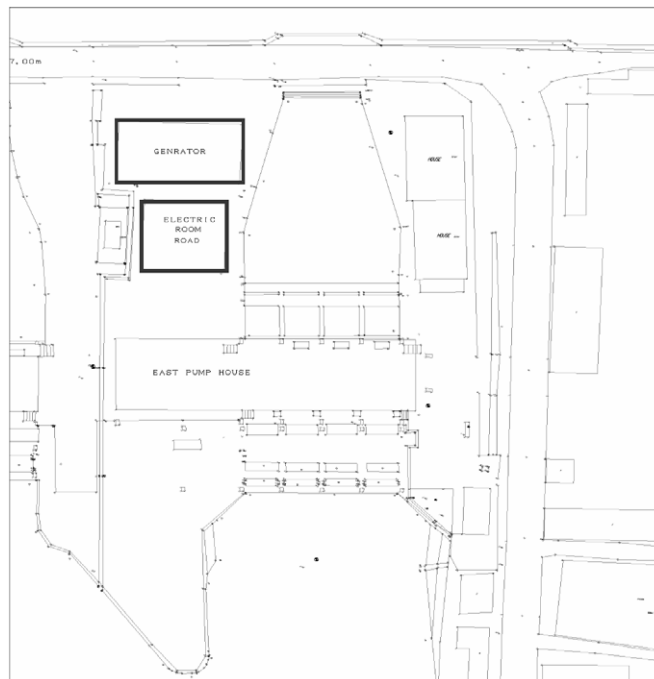 7.00m
GENRATOR
HOUSE
ELECTRIC
ROOM
ROAD
HOUSE
EAST PUMP HOUSE